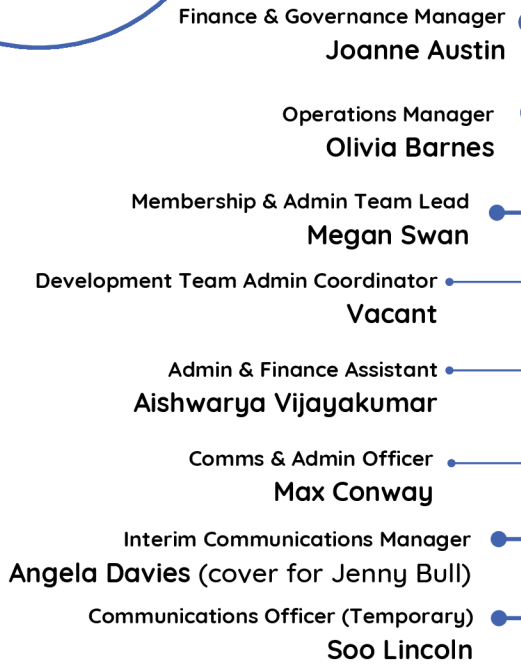 Finance & Governance Manager
Joanne Austin
Operations Manager
Olivia Barnes
Membership & Admin Team Lead
Megan Swan
Development Team Admin Coordinator
Vacant
Admin & Finance Assistant
Aishwarya Vijayakumar
Comms & Admin Officer
Max Conway
Interim Communications Manager
Angela Davies (cover for Jenny Bull)
Communications Officer (Temporary)
Soo Lincoln